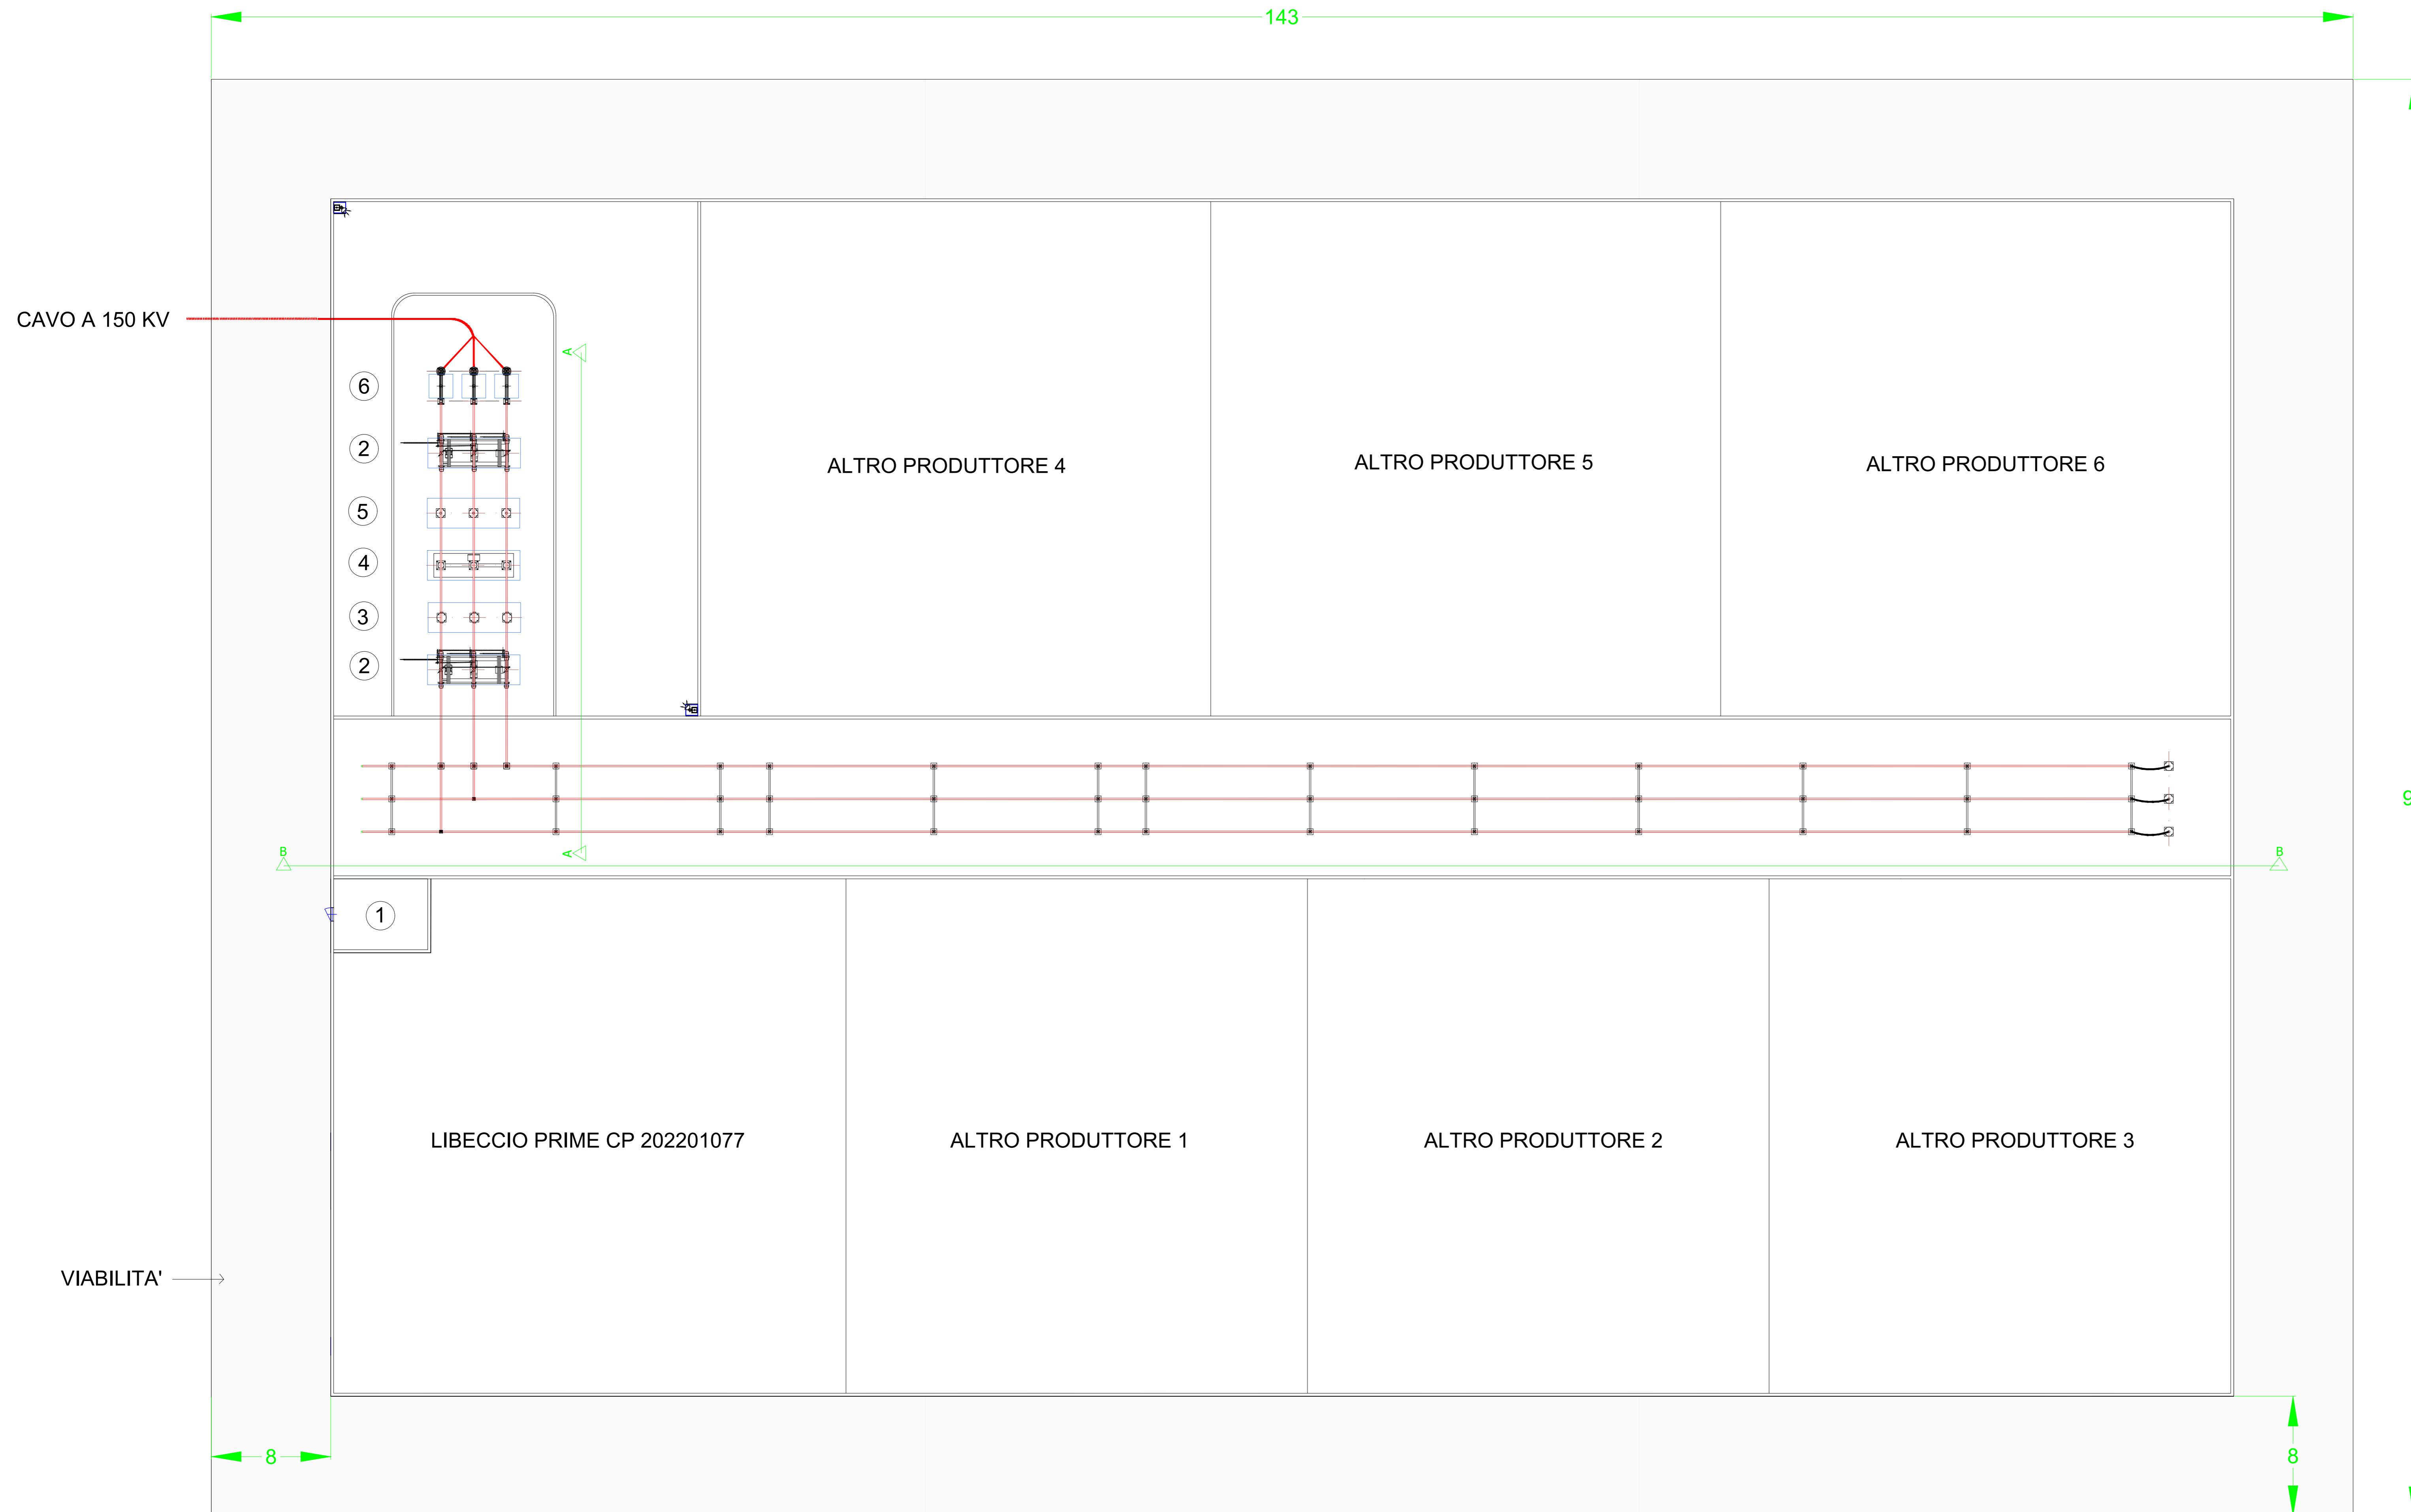 143
CAVO A 150 KV
A
6
2
ALTRO PRODUTTORE 4
ALTRO PRODUTTORE 5
ALTRO PRODUTTORE 6
5
4
3
2
B
A
B
1
LIBECCIO PRIME CP 202201077
ALTRO PRODUTTORE 1
ALTRO PRODUTTORE 2
ALTRO PRODUTTORE 3
VIABILITA'
8
8